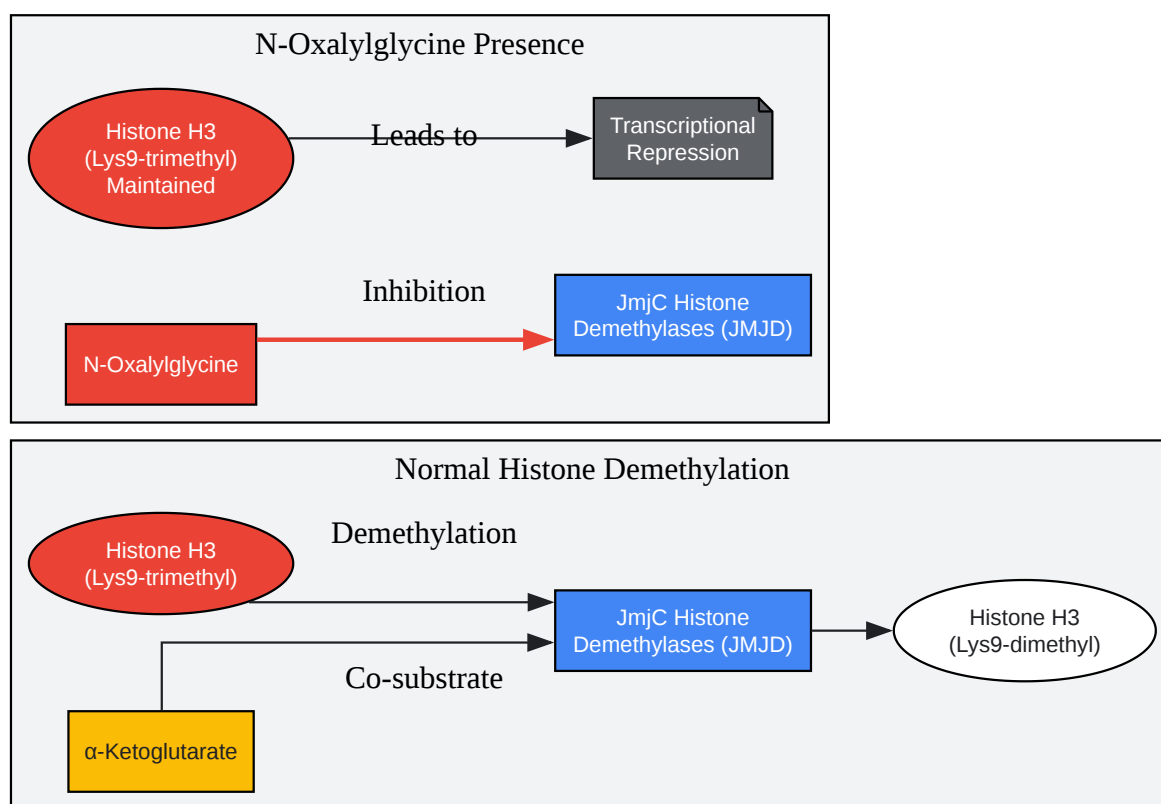 N-Oxalylglycine Presence
Histone H3
(Lys9-trimethyl)
Maintained
Leads to
Transcriptional
Repression
Inhibition
JmjC Histone
Demethylases (JMJD)
N-Oxalylglycine
Normal Histone Demethylation
Histone H3
(Lys9-trimethyl)
Demethylation
JmjC Histone
Demethylases (JMJD)
Histone H3
(Lys9-dimethyl)
Co-substrate
α-Ketoglutarate